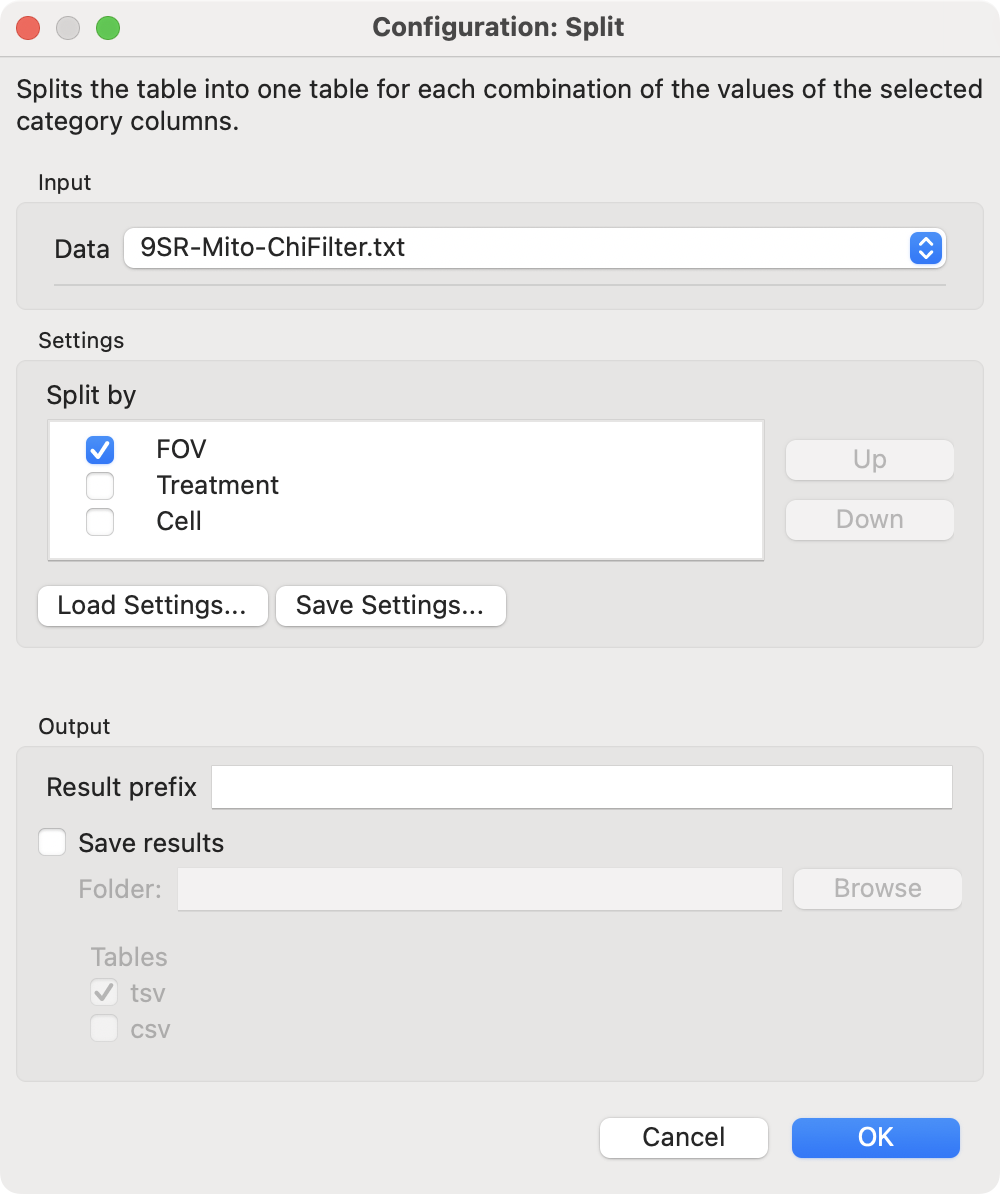 Configuration: Split
Splits the table into one table for each combination of the values of the selected
category columns.
Input
Data 9SR-Mito-ChiFilter.txt
Settings
Split by
FOV
Treatment
Cell
Up
Down
Load Settings... Save Settings...
Output
Result prefix
Save results
Folder: Browse
Tables
tsv
csv
Cancel OK